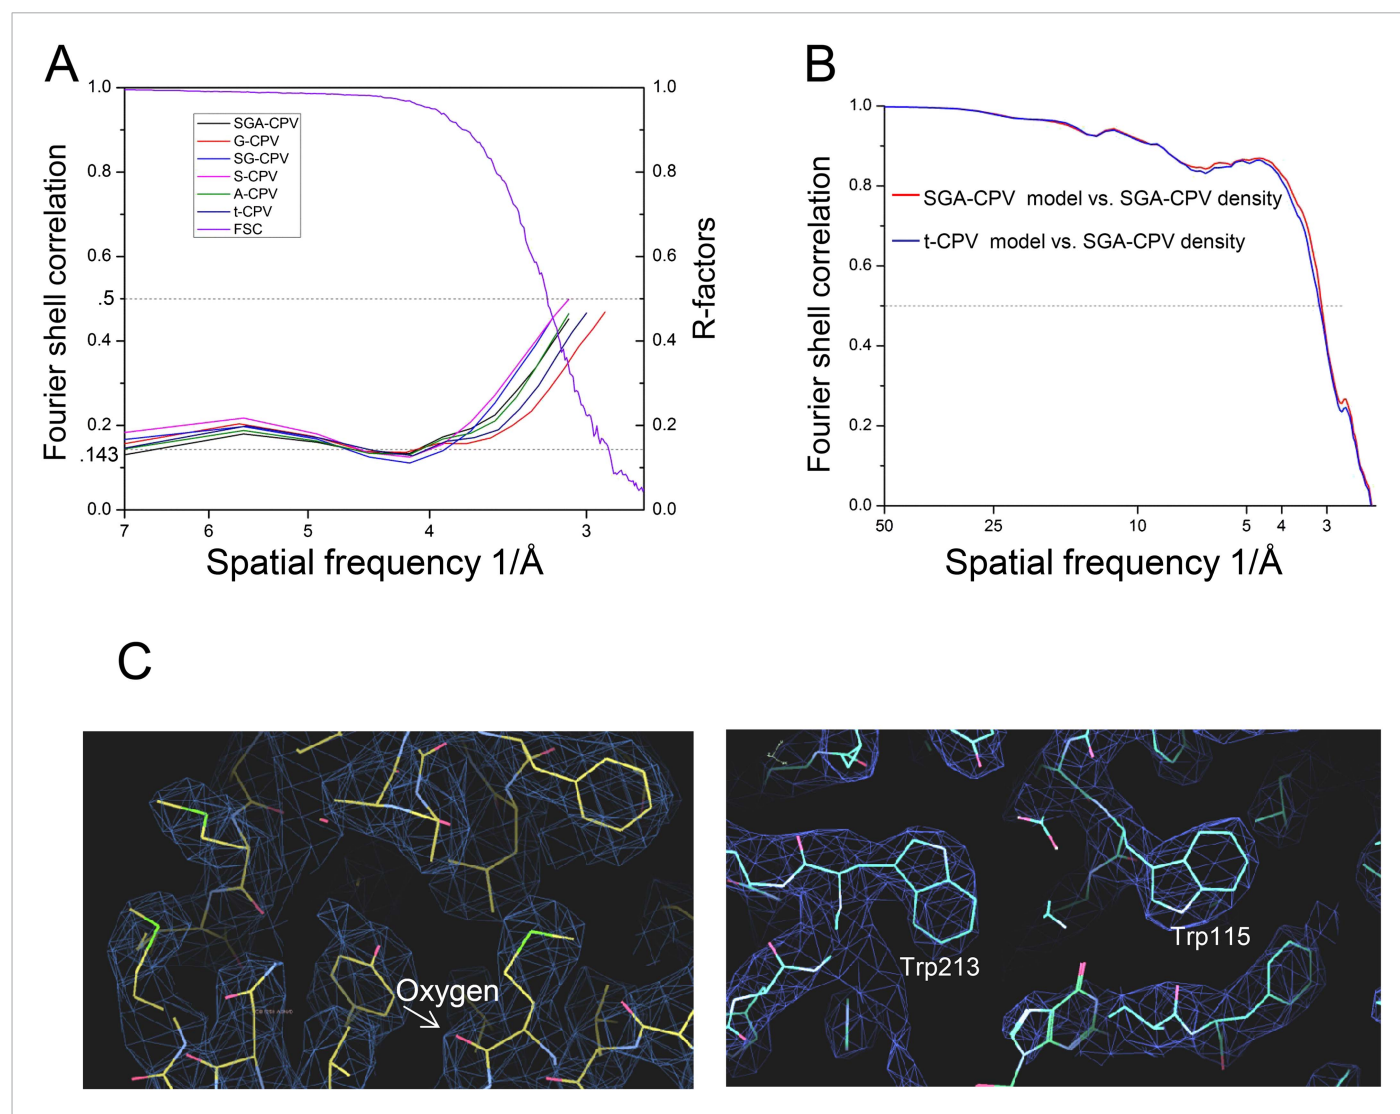 A
1.0
0.8
0.6
.5
0.4
0.2
.143
0.0
Fourier shell correlation
SGA-CPV
G-CPV
SG-CPV
S-CPV
A-CPV
t-CPV
FSC
1.0
0.8
0.6
0.4
0.2
0.0
R-factors
7 6 5 4 3
Spatial frequency 1/Å
B
1.0
0.8
0.6
0.4
0.2
0.0
Fourier shell correlation
SGA-CPV model vs. SGA-CPV density
t-CPV model vs. SGA-CPV density
50 25 10 5 4 3
Spatial frequency 1/Å
C
Oxygen
Trp213
Trp115